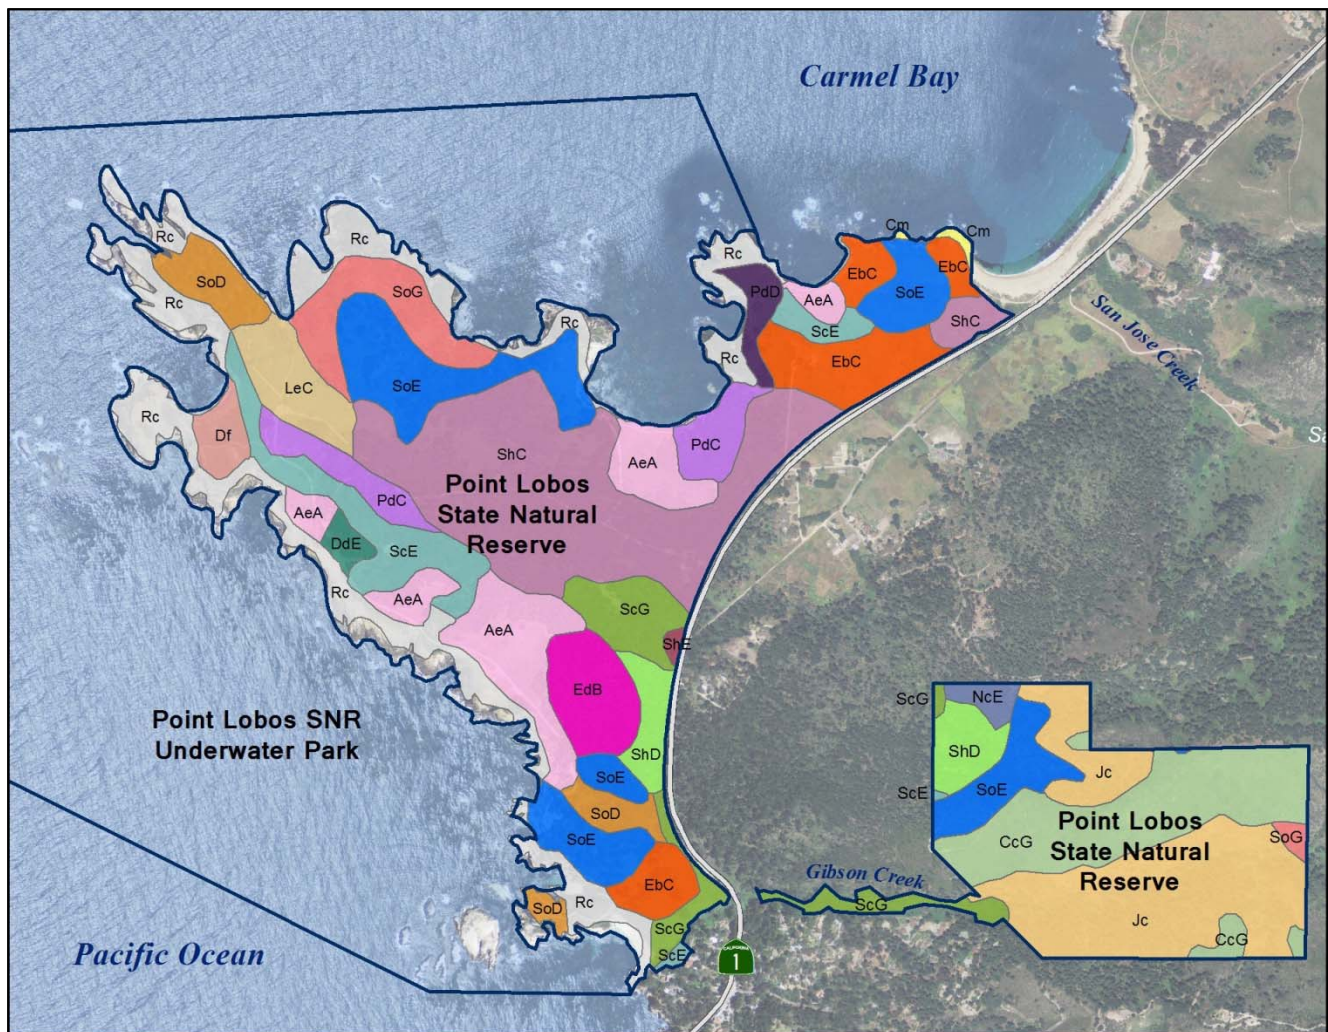 Carmel Bay
Rc
SoD
Rc
Rc
SoG
Rc
SoE
LeC
Rc
Df
Rc
PdD
Rc
Cm
Cm
EbC
EbC
SoE
AeA
ScE
ShC
EbC
San Jose Creek
ShC
AeA
PdC
PdC
Point Lobos
State Natural
Reserve
AeA
DdE
ScE
Rc
AeA
AeA
ScG
ShE
EdB
ShD
Point Lobos SNR
Underwater Park
SoE
SoD
SoE
EbC
Rc
SoD
ScG
ScE
Pacific Ocean
CALIFORNIA
1
ScG
NcE
ShD
Jc
ScE
SoE
CcG
Point Lobos
State Natural
Reserve
SoG
Gibson Creek
ScG
Jc
CcG